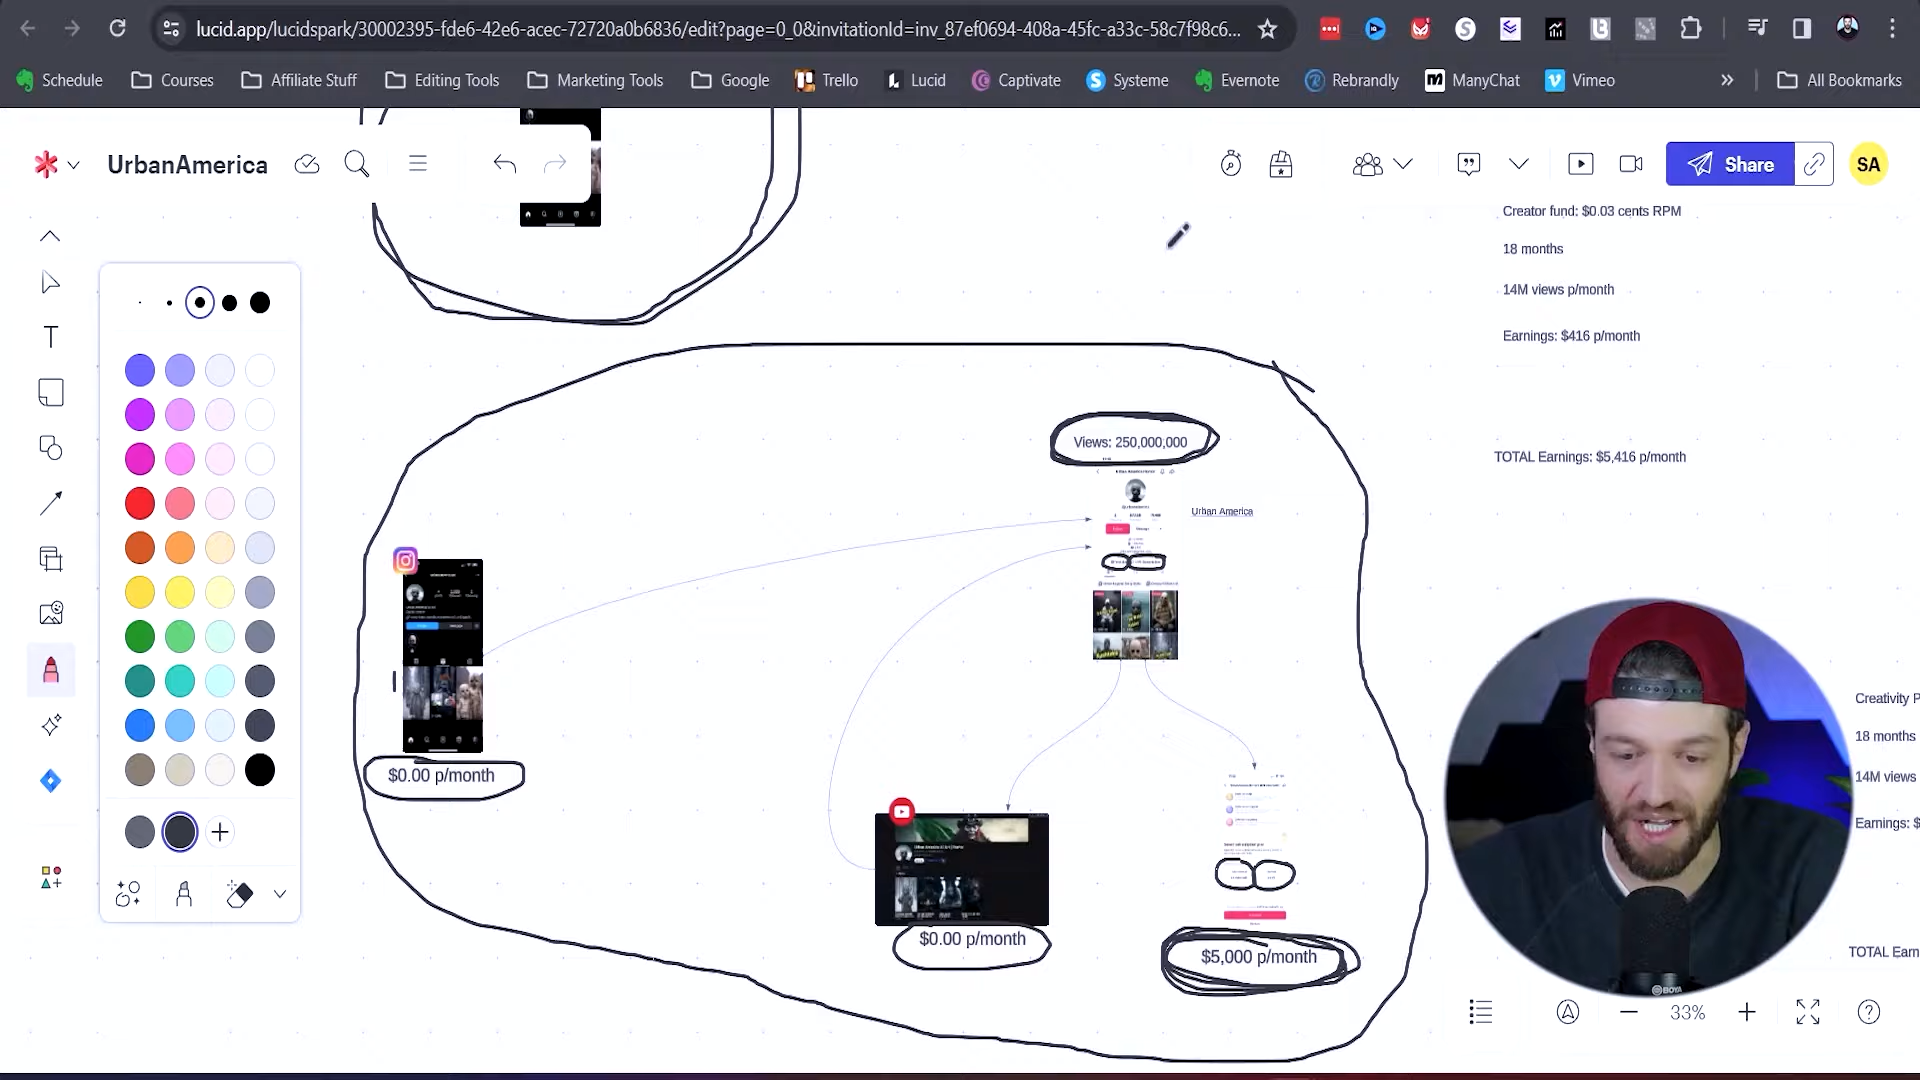 lucid.app/lucidspark/30002395-fde6-42e6-acec-72720a0b6836/edit?page=0_0&invitationId=inv_87ef0694-408a-45fc-a33c-58c7f98c6...
Schedule Courses Affiliate Stuff Editing Tools Marketing Tools Google Trello Lucid Captivate Systeme Evernote Rebrandly ManyChat Vimeo » All Bookmarks
UrbanAmerica
Share
SA
Creator fund: $0.03 cents RPM
18 months
14M views p/month
Earnings: $416 p/month
Views: 250,000,000
TOTAL Earnings: $5,416 p/month
Urban America
Creativity P
18 months
14M views
Earnings: $
$0.00 p/month
$0.00 p/month
$5,000 p/month
TOTAL Earn
BOYA
33%